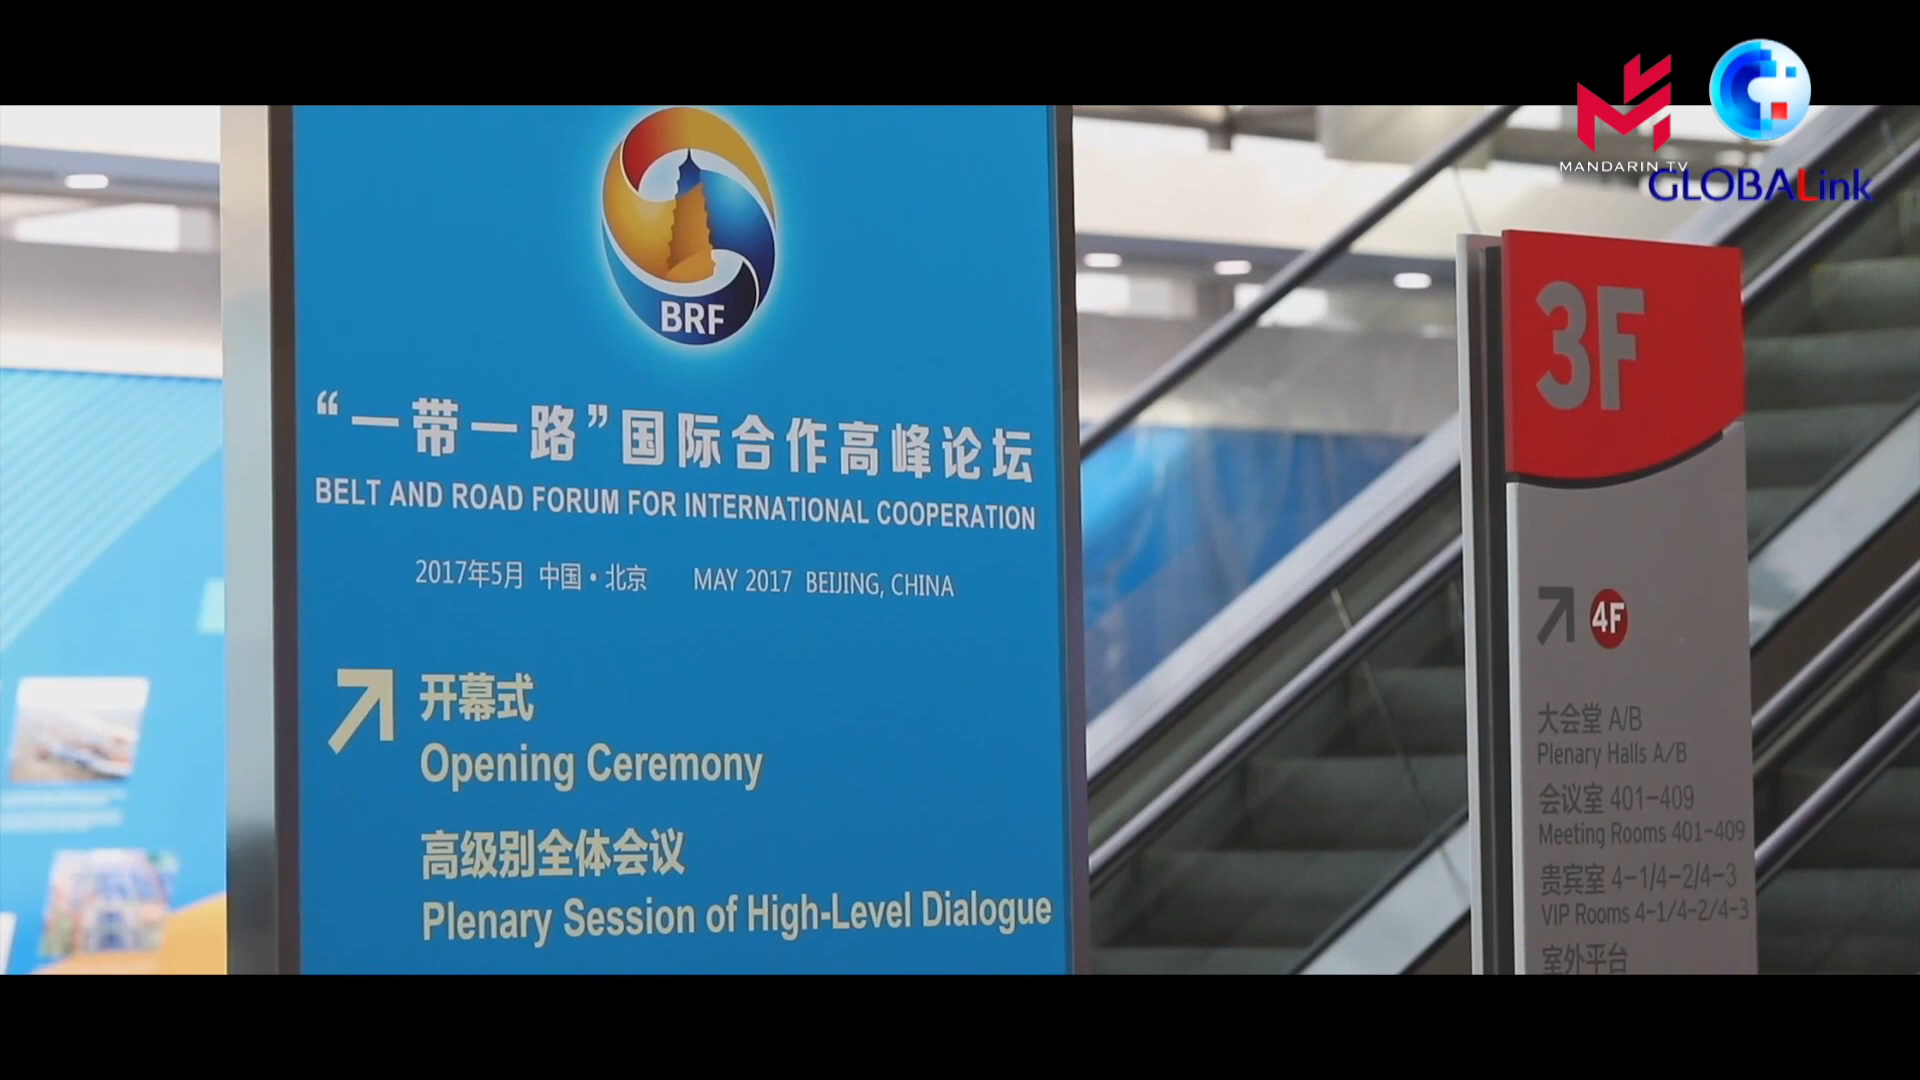 MANDARIN TV
GLOBALink
BRF
“一带一路”国际合作高峰论坛
BELT AND ROAD FORUM FOR INTERNATIONAL COOPERATION
2017年5月 中国·北京 MAY 2017 BEIJING, CHINA
开幕式
Opening Ceremony
高级别全体会议
Plenary Session of High-Level Dialogue
3F
4F
大会堂 A/B
Plenary Halls A/B
会议室 401-409
Meeting Rooms 401-409
贵宾室 4-1/4-2/4-3
VIP Rooms 4-1/4-2/4-3
室外平台